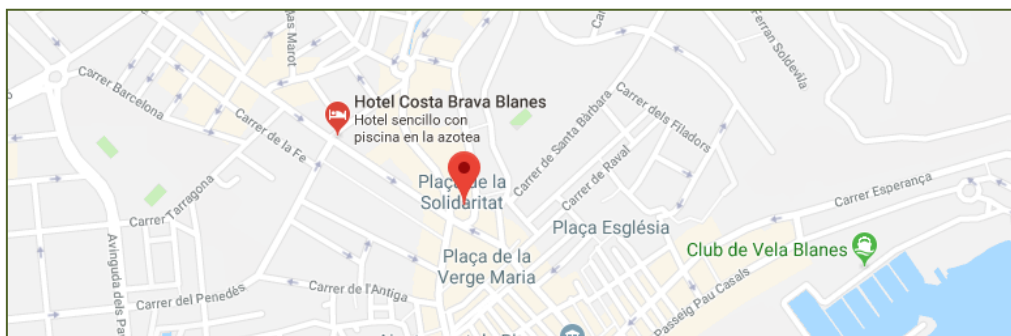 as Marot
Ferran Soldevila
Carrer Barcelona
Hotel Costa Brava Blanes
Hotel sencillo con
piscina en la azotea
Carrer de la Fe
Carrer de Santa Bàrbara
Carrer dels Filadors
Carrer Tarragona
Plaça de la
Solidaritat
Carrer de Raval
Carrer Esperança
Plaça Església
Avinguda dels Pa
Plaça de la
Verge Maria
Club de Vela Blanes
Carrer del Penedès
Carrer de l'Antiga
Passeig Pau Casals